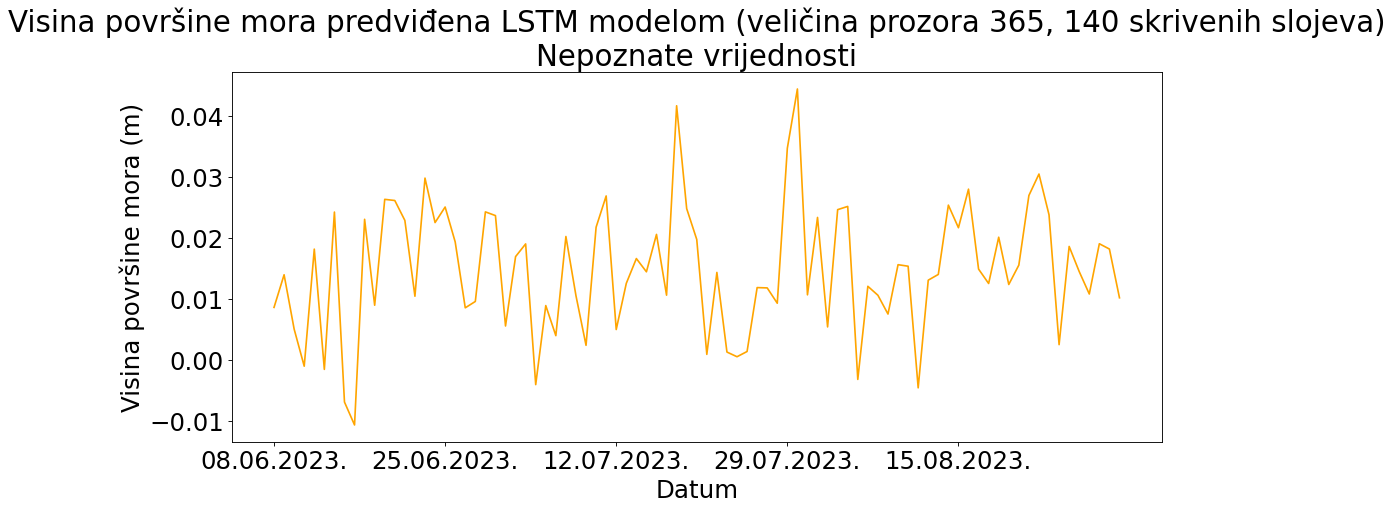 Visina površine mora predviđena LSTM modelom (veličina prozora 365, 140 skrivenih slojeva)
Nepoznate vrijednosti
Visina površine mora (m)
0.04
0.03
0.02
0.01
0.00
−0.01
08.06.2023. 25.06.2023. 12.07.2023. 29.07.2023. 15.08.2023.
Datum